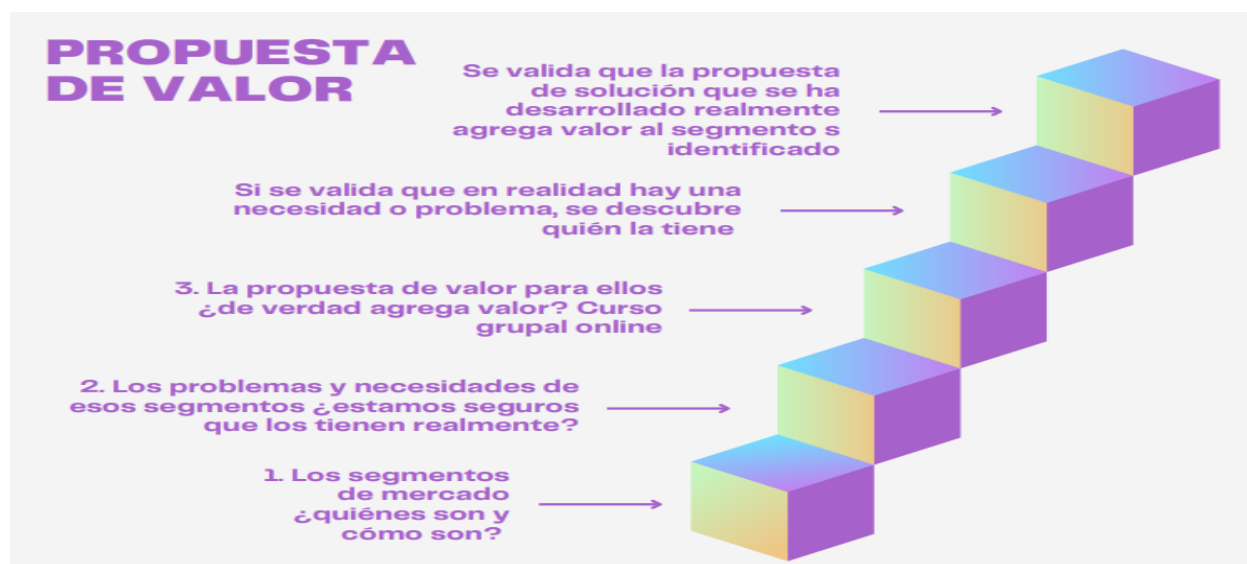 PROPUESTA
DE VALOR
Se valida que la propuesta
de solución que se ha
desarrollado realmente
agrega valor al segmento s
identificado
Si se valida que en realidad hay una
necesidad o problema, se descubre
quién la tiene
3. La propuesta de valor para ellos
¿de verdad agrega valor? Curso
grupal online
2. Los problemas y necesidades de
esos segmentos ¿estamos seguros
que los tienen realmente?
1. Los segmentos
de mercado
¿quiénes son y
cómo son?